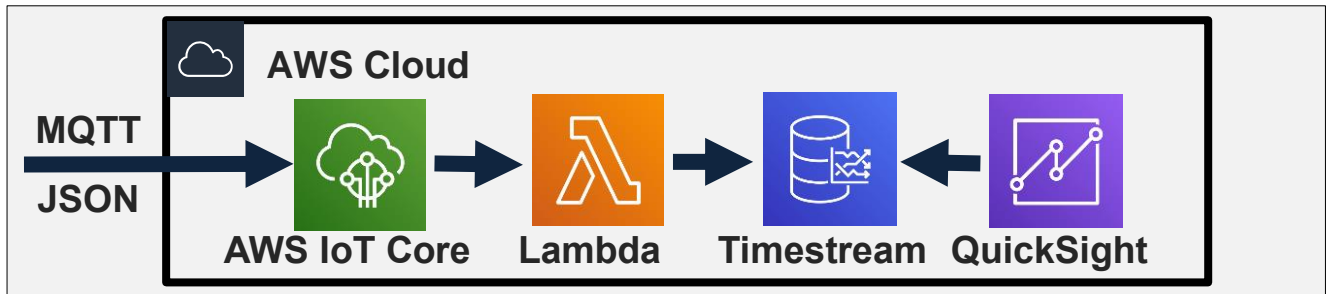 AWS Cloud
MQTT
JSON
AWS IoT Core
Lambda
Timestream
QuickSight